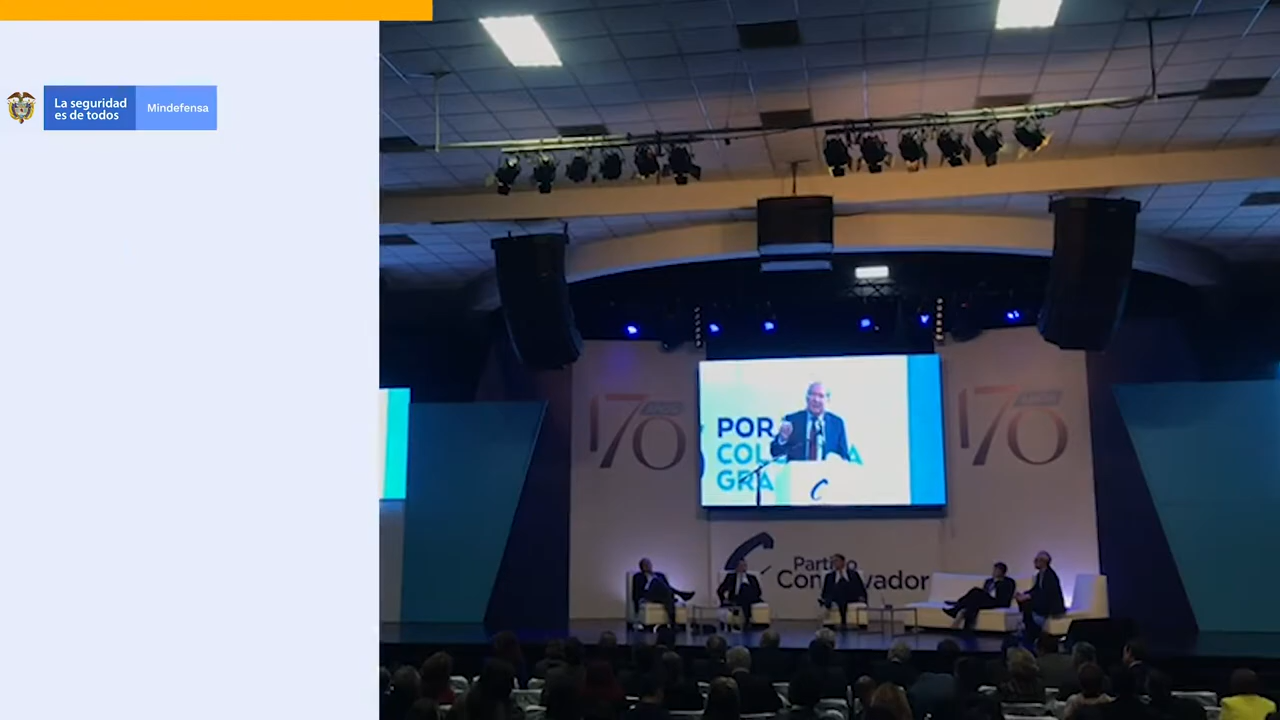 La seguridad
es de todos
Mindefensa
170
170
POR
COL
GRA
Partido
Conservador